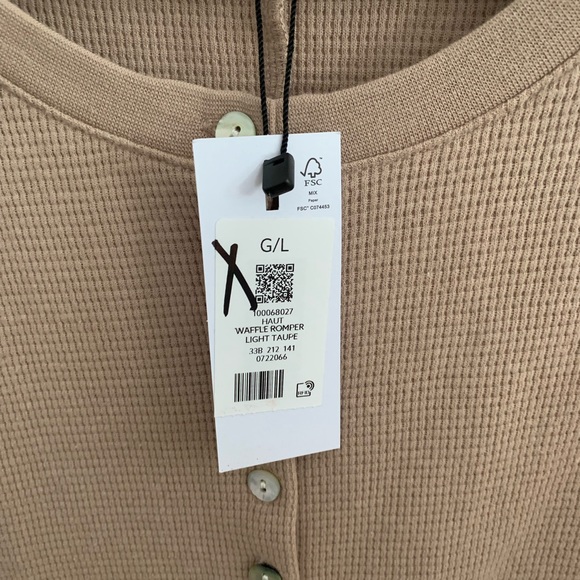 FSC
MIX
Paper
FSC® C074453
G/L
100068027
HAUT
WAFFLE ROMPER
LIGHT TAUPE
33B 212 141
0722066